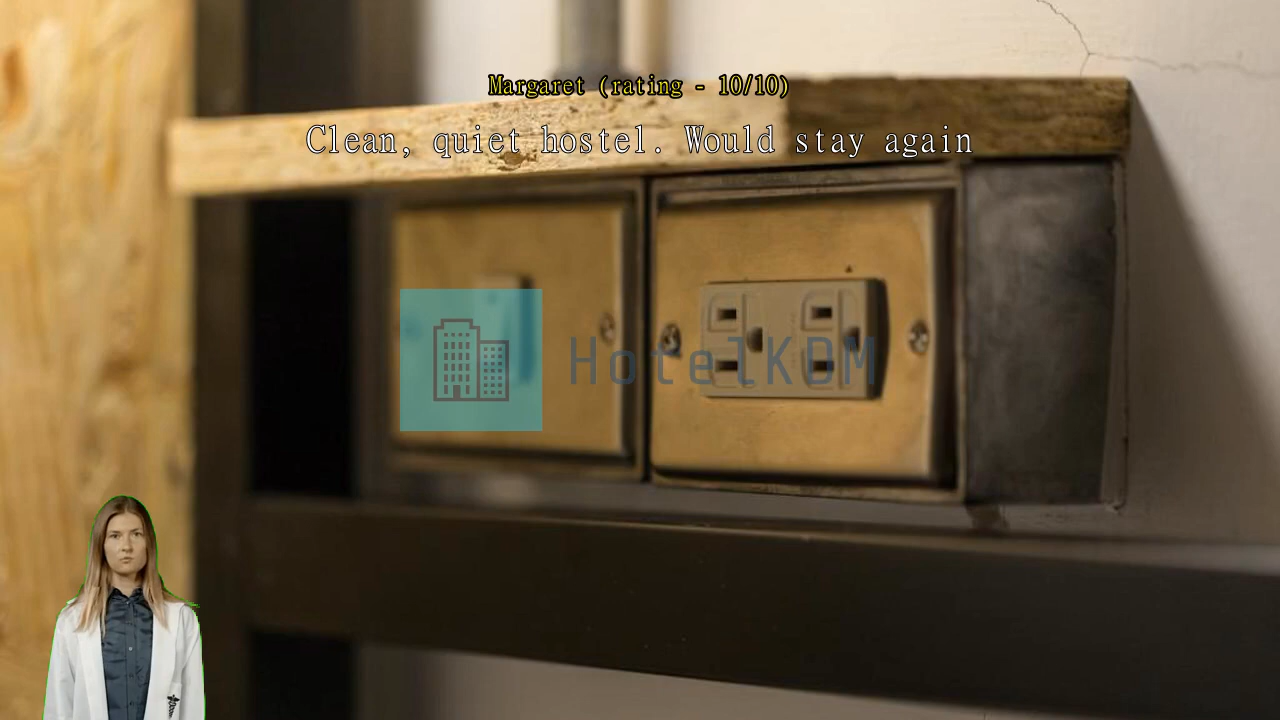 Margaret (rating - 10/10)
Clean, quiet hostel. Would stay again
HotelKDM